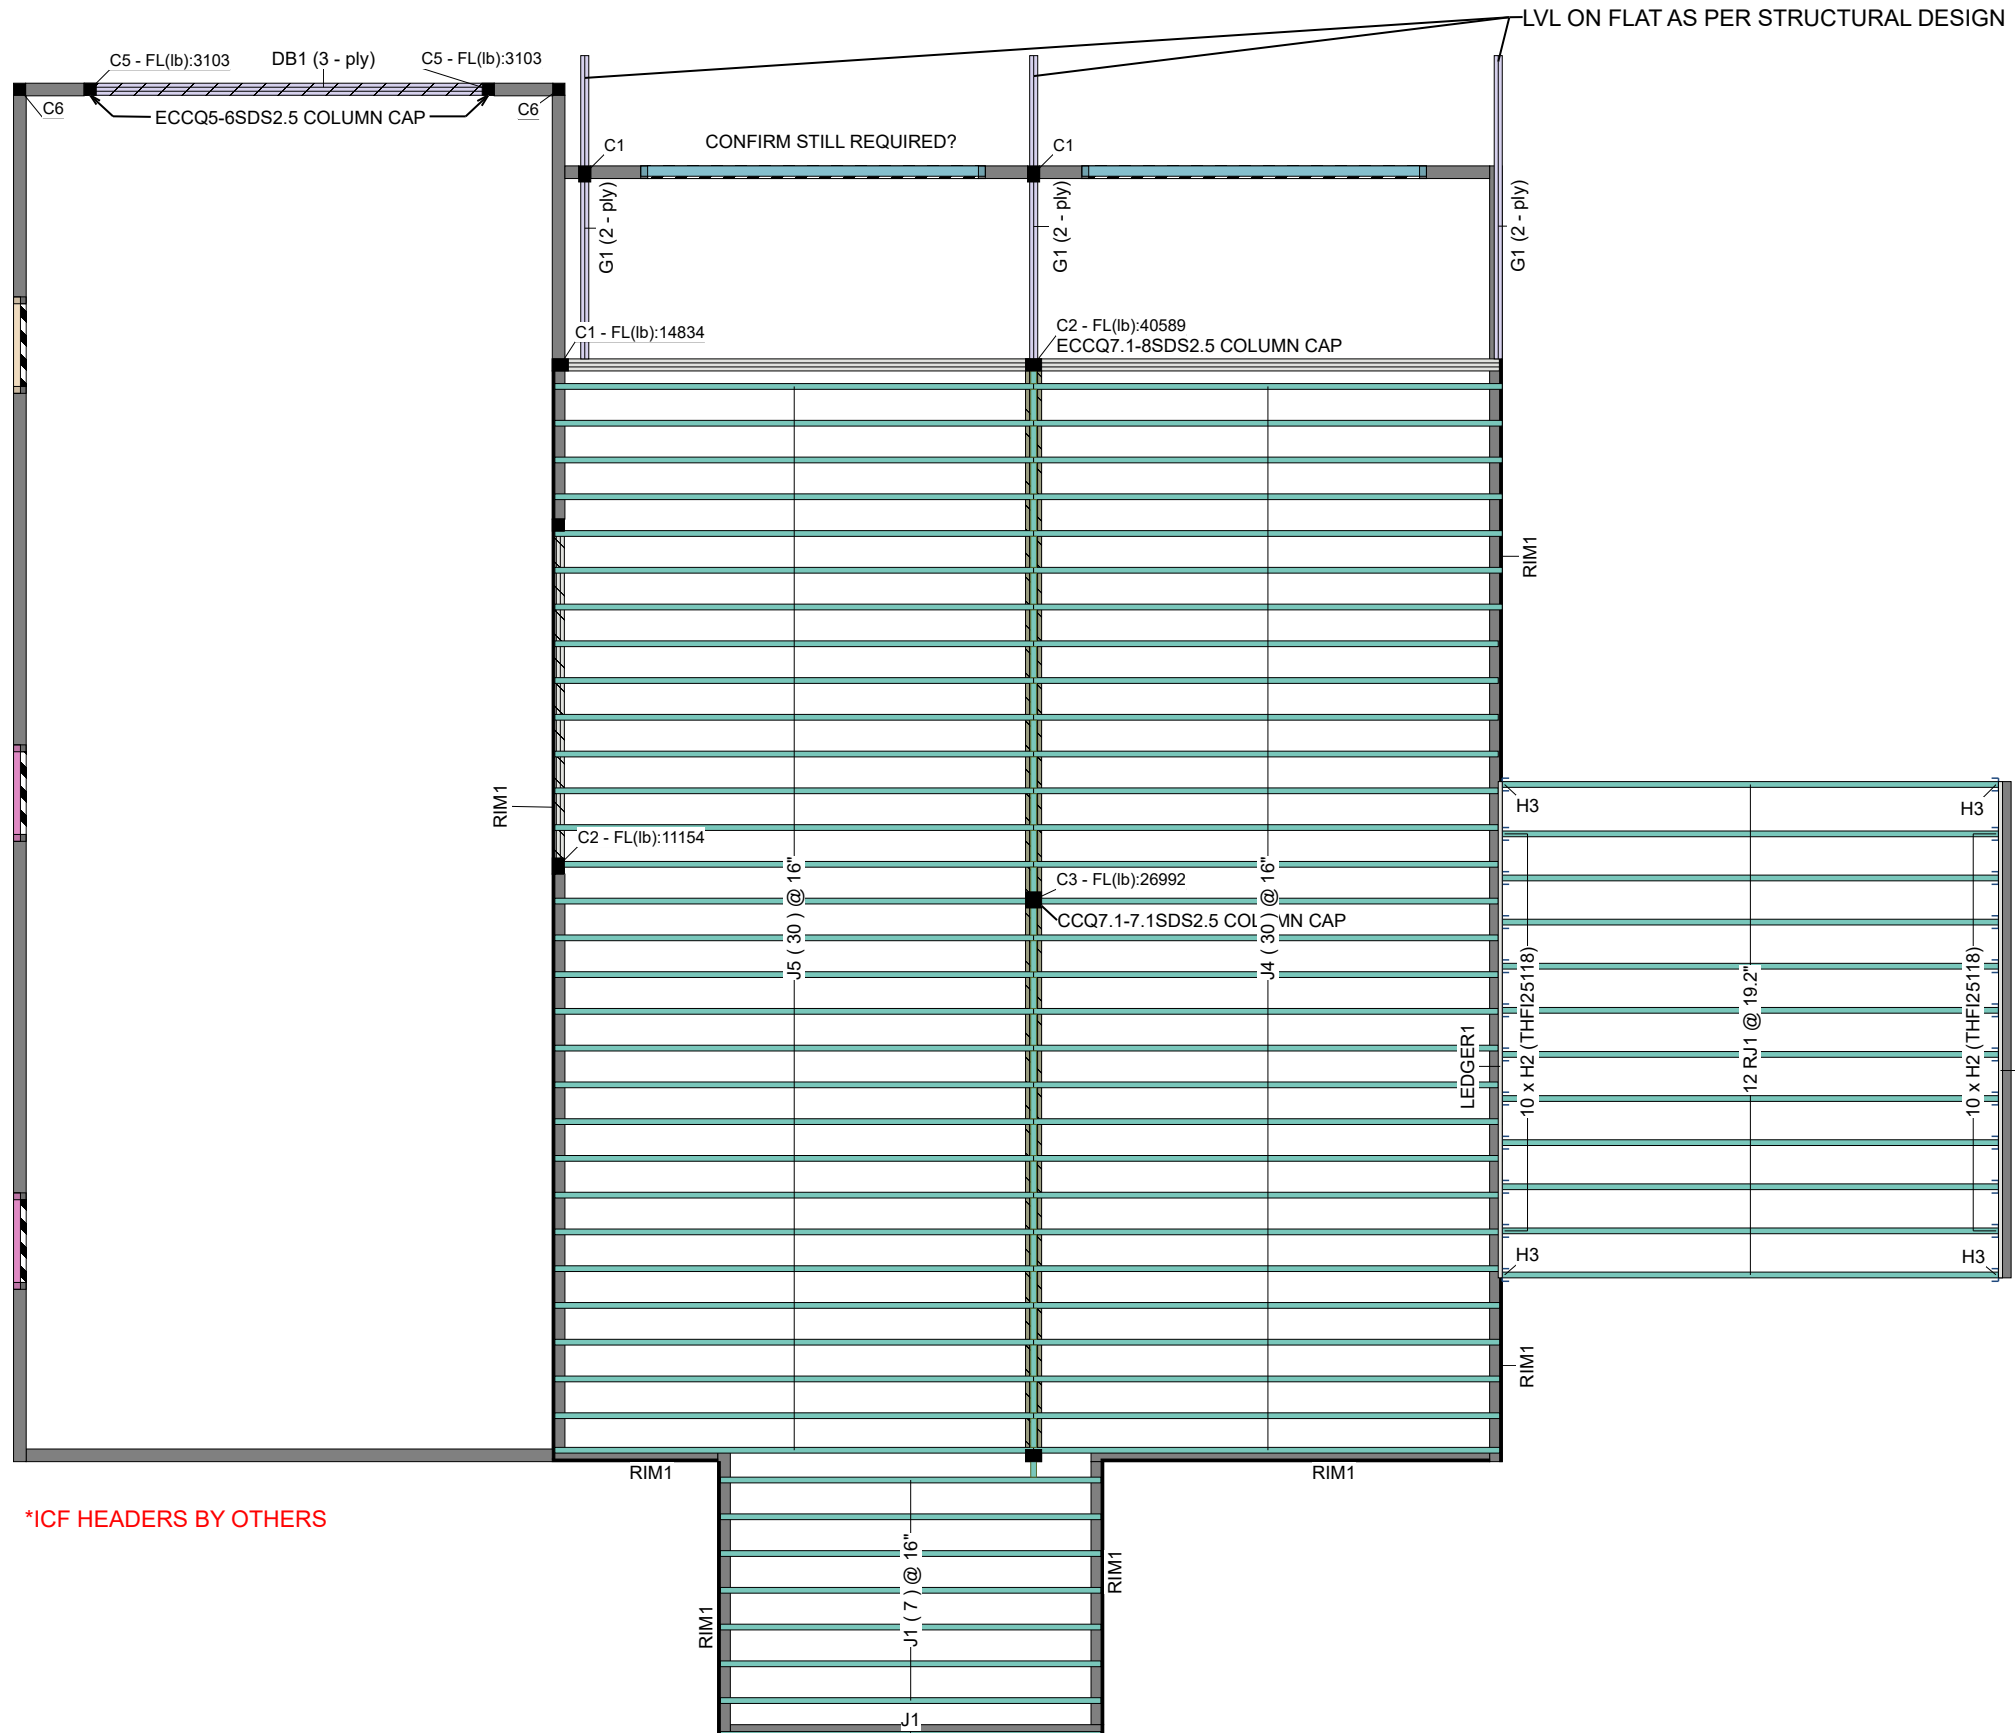 LVL ON FLAT AS PER STRUCTURAL DESIGN
C5 - FL(lb):3103
DB1 (3 - ply)
C5 - FL(lb):3103
C6
ECCQ5-6SDS2.5 COLUMN CAP
C6
CONFIRM STILL REQUIRED?
C1
C1
G1 (2 - ply)
G1 (2 - ply)
G1 (2 - ply)
C1 - FL(lb):14834
C2 - FL(lb):40589
ECCQ7.1-8SDS2.5 COLUMN CAP
RIM1
RIM1
H3
H3
C2 - FL(lb):11154
C3 - FL(lb):26992
CCQ7.1-7.1SDS2.5 COLUMN CAP
J5 ( 30 ) @ 16"
J4 ( 30 ) @ 16"
LEDGER1
10 x H2 (THFI25118)
12 RJ1 @ 19.2"
10 x H2 (THFI25118)
H3
H3
RIM1
RIM1
RIM1
*ICF HEADERS BY OTHERS
J1 ( 7 ) @ 16"
RIM1
RIM1
J1